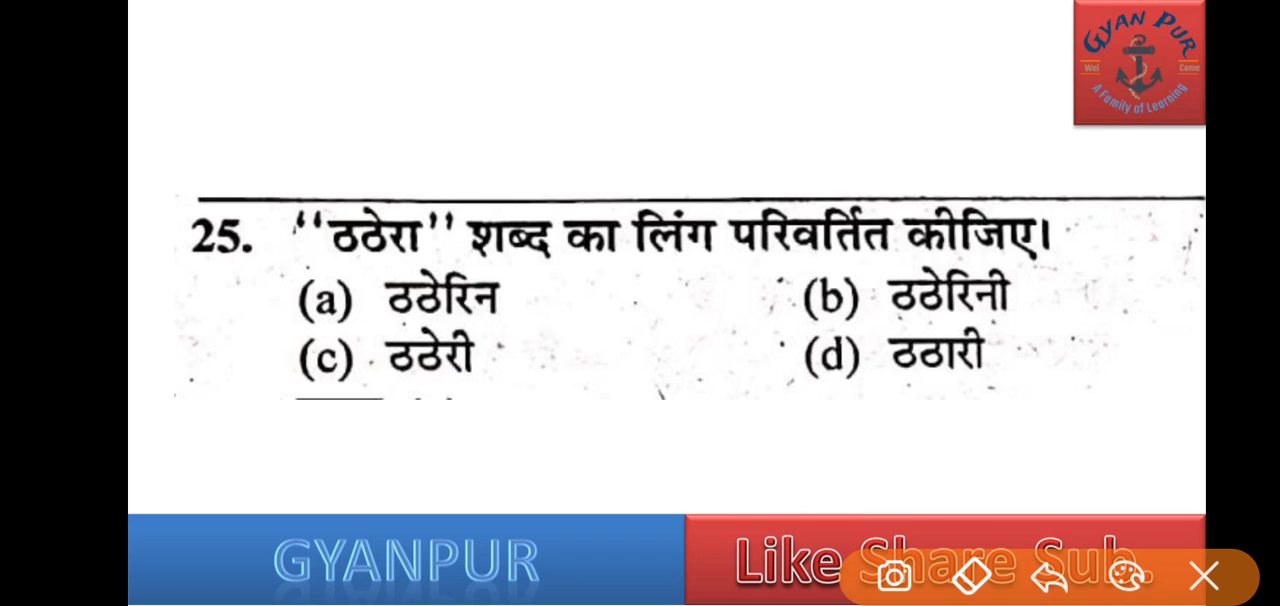 GYAN PUR
Wel Come
A Family of Learning
25. ‘‘ठठेरा’’ शब्द का लिंग परिवर्तित कीजिए।
(a) ठठेरिन (b) ठठेरिनी
(c) ठठेरी (d) ठठारी
GYANPUR Like Share Sub.